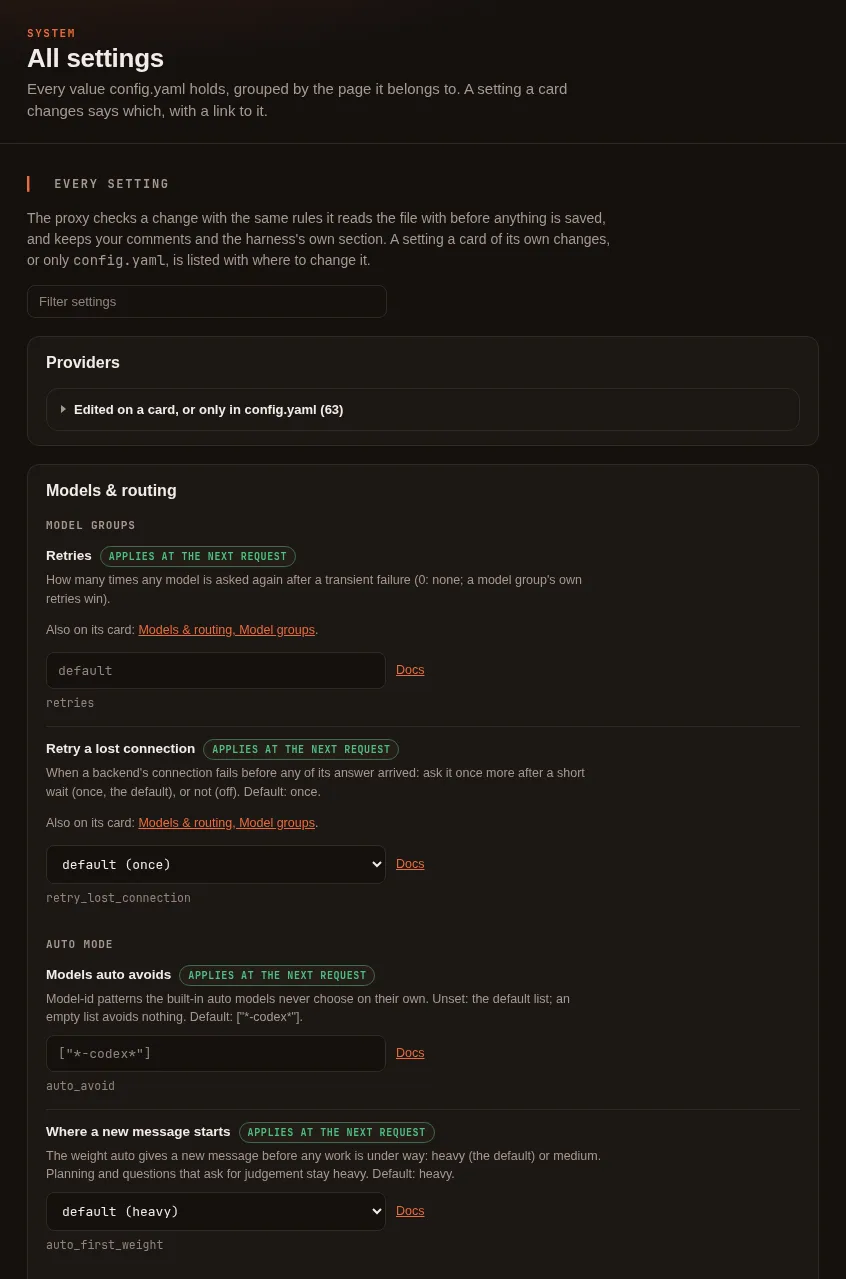 SYSTEM
All settings
Every value config.yaml holds, grouped by the page it belongs to. A setting a card
changes says which, with a link to it.
EVERY SETTING
The proxy checks a change with the same rules it reads the file with before anything is saved,
and keeps your comments and the harness's own section. A setting a card of its own changes,
or only config.yaml, is listed with where to change it.
Filter settings
Providers
Edited on a card, or only in config.yaml (63)
Models & routing
MODEL GROUPS
Retries APPLIES AT THE NEXT REQUEST
How many times any model is asked again after a transient failure (0: none; a model group's own
retries win).
Also on its card: Models & routing, Model groups.
default Docs
retries
Retry a lost connection APPLIES AT THE NEXT REQUEST
When a backend's connection fails before any of its answer arrived: ask it once more after a short
wait (once, the default), or not (off). Default: once.
Also on its card: Models & routing, Model groups.
default (once) Docs
retry_lost_connection
AUTO MODE
Models auto avoids APPLIES AT THE NEXT REQUEST
Model-id patterns the built-in auto models never choose on their own. Unset: the default list; an
empty list avoids nothing. Default: ["*-codex*"].
["*-codex*"] Docs
auto_avoid
Where a new message starts APPLIES AT THE NEXT REQUEST
The weight auto gives a new message before any work is under way: heavy (the default) or medium.
Planning and questions that ask for judgement stay heavy. Default: heavy.
default (heavy) Docs
auto_first_weight